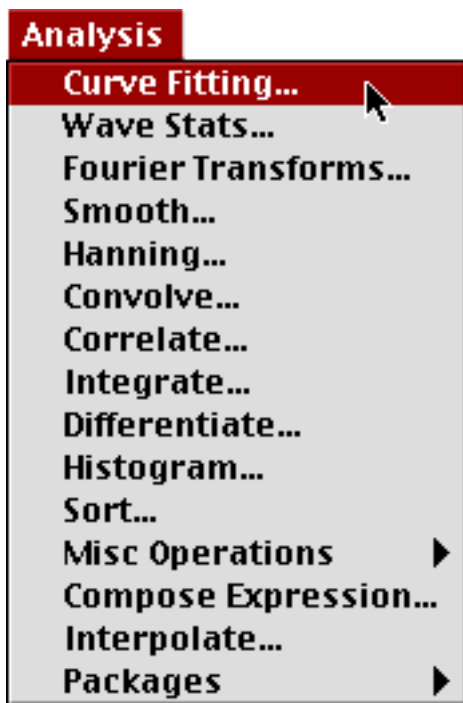 Analysis
Curve Fitting...
Wave Stats...
Fourier Transforms...
Smooth...
Hanning...
Convolve...
Correlate...
Integrate...
Differentiate...
Histogram...
Sort...
Misc Operations
Compose Expression...
Interpolate...
Packages